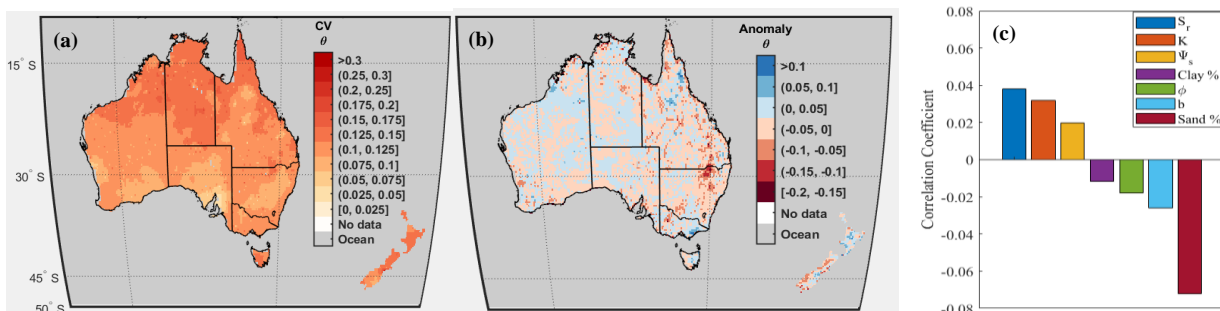 (a)
CV
θ
>0.3
(0.25, 0.3]
(0.2, 0.25]
(0.175, 0.2]
(0.15, 0.175]
(0.125, 0.15]
(0.1, 0.125]
(0.075, 0.1]
(0.05, 0.075]
(0.025, 0.05]
[0, 0.025]
No data
Ocean
15° S
30° S
45° S
50° S
(b)
Anomaly
θ
>0.1
(0.05, 0.1]
(0, 0.05]
(-0.05, 0]
(-0.1, -0.05]
(-0.15, -0.1]
[-0.2, -0.15]
No data
Ocean
(c)
Correlation Coefficient
0.08
0.06
0.04
0.02
0
-0.02
-0.04
-0.06
-0.08
S_r
K
Ψ_s
Clay %
ϕ
b
Sand %